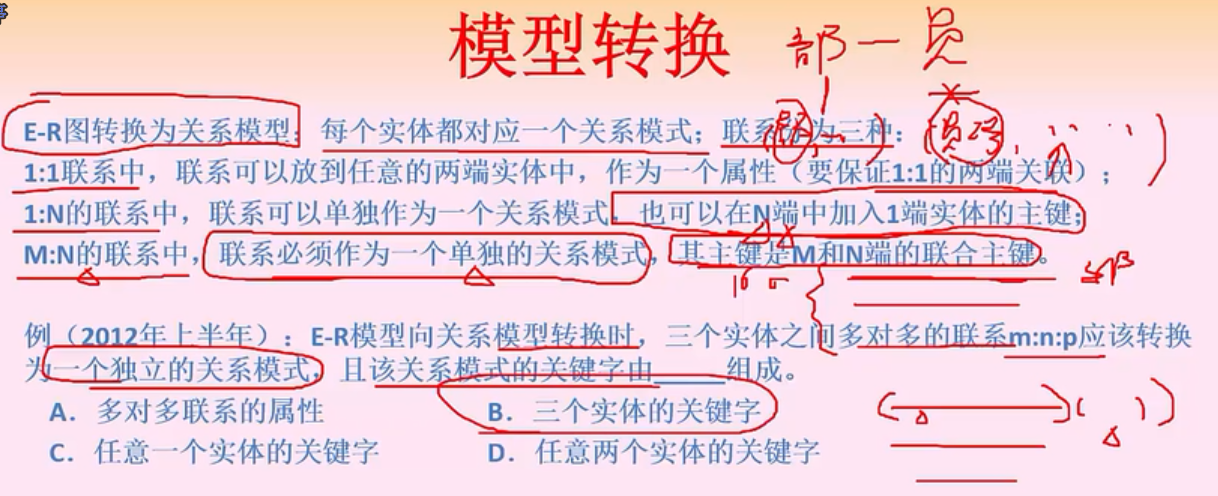 模型转换 部一员
E-R图转换为关系模型：每个实体都对应一个关系模式；联系分为三种：
1:1联系中，联系可以放到任意的两端实体中，作为一个属性（要保证1:1的两端关联）；
1:N的联系中，联系可以单独作为一个关系模式，也可以在N端中加入1端实体的主键；
M:N的联系中，联系必须作为一个单独的关系模式，其主键是M和N端的联合主键。
例（2012年上半年）：E-R模型向关系模型转换时，三个实体之间多对多的联系m:n:p应该转换
为一个独立的关系模式，且该关系模式的关键字由____组成。
A．多对多联系的属性 B．三个实体的关键字
C．任意一个实体的关键字 D．任意两个实体的关键字